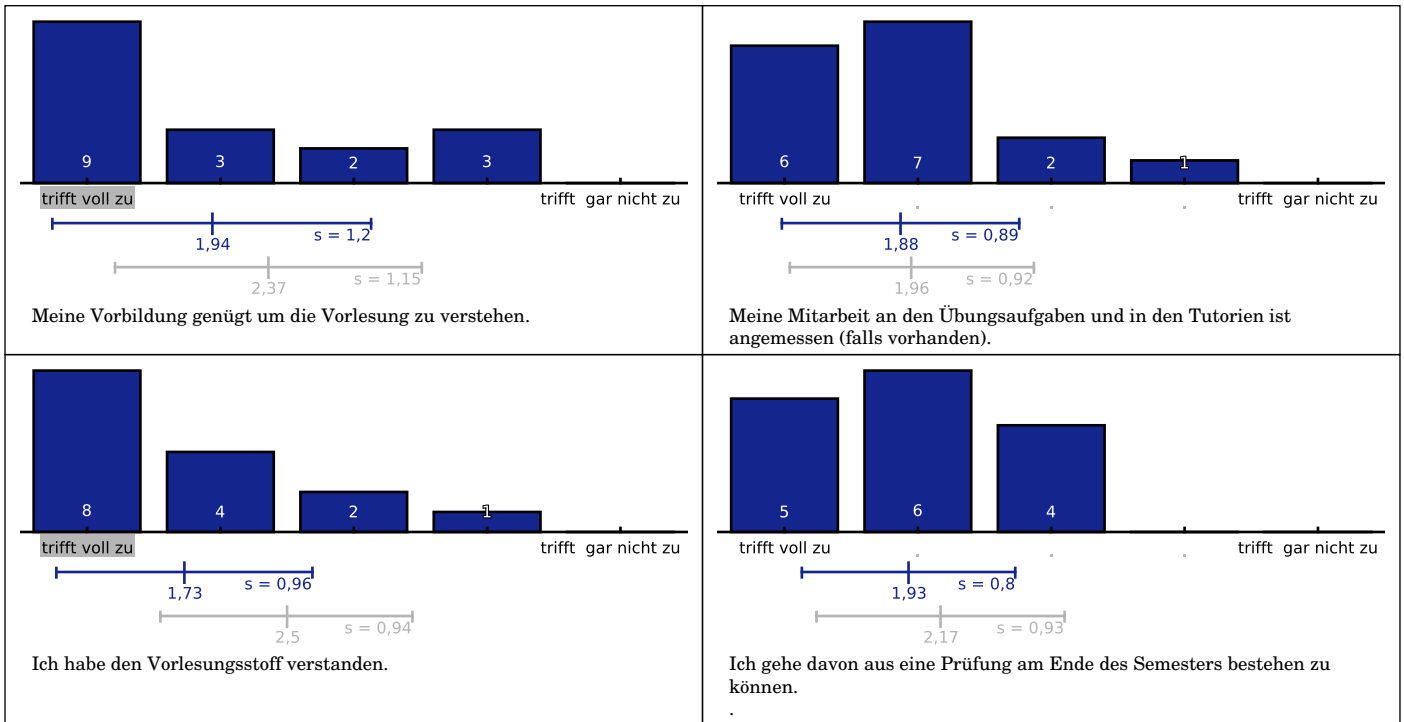 9 3 2 3
trifft voll zu trifft gar nicht zu
1,94 s = 1,2
2,37 s = 1,15
Meine Vorbildung genügt um die Vorlesung zu verstehen.
6 7 2 1
trifft voll zu . . . trifft gar nicht zu
1,88 s = 0,89
1,96 s = 0,92
Meine Mitarbeit an den Übungsaufgaben und in den Tutorien ist
angemessen (falls vorhanden).
8 4 2 1
trifft voll zu trifft gar nicht zu
1,73 s = 0,96
2,5 s = 0,94
Ich habe den Vorlesungsstoff verstanden.
5 6 4
trifft voll zu . . . trifft gar nicht zu
1,93 s = 0,8
2,17 s = 0,93
Ich gehe davon aus eine Prüfung am Ende des Semesters bestehen zu
können.
.